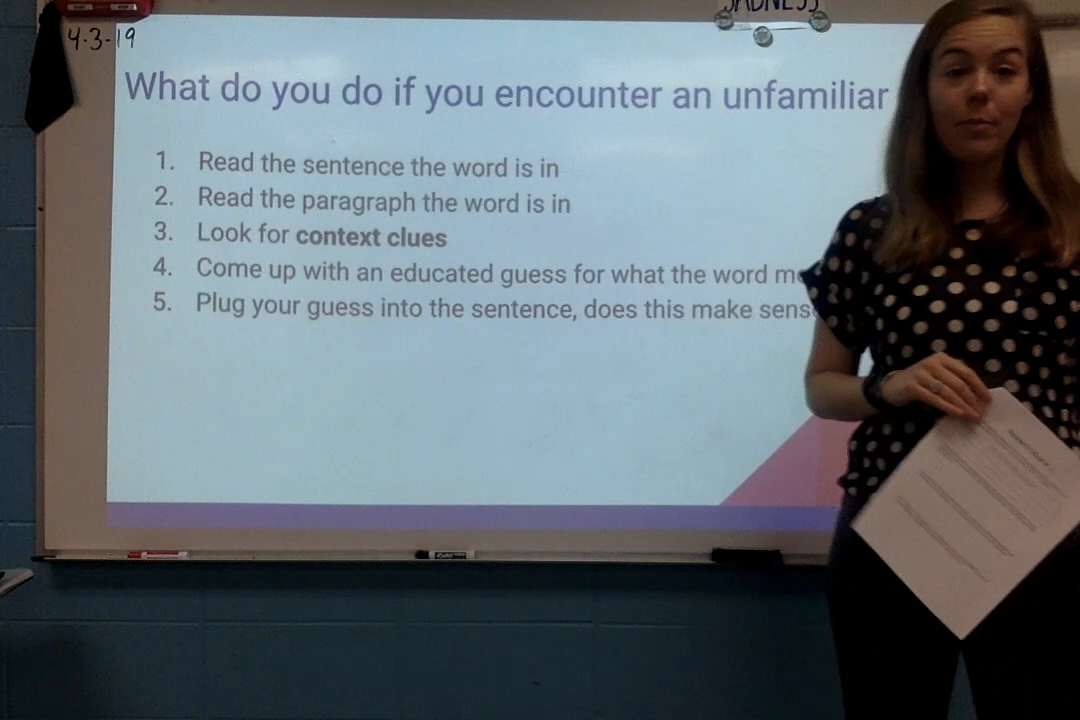 SADNESS
4-3-19
What do you do if you encounter an unfamiliar
1. Read the sentence the word is in
2. Read the paragraph the word is in
3. Look for context clues
4. Come up with an educated guess for what the word
5. Plug your guess into the sentence, does this make sens